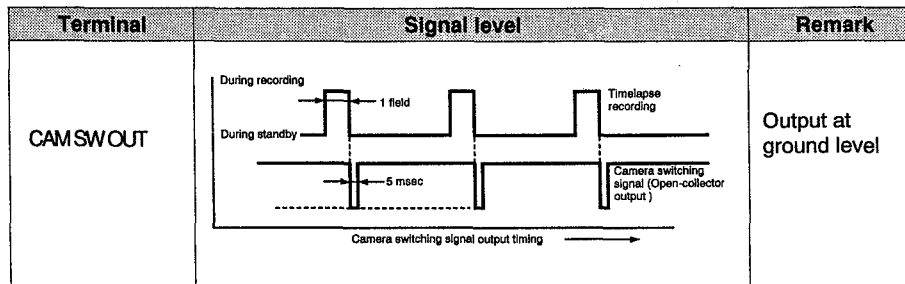 Terminal Signal level Remark
During recording
1 field
Timelapse
recording
During standby
CAMSWOUT
Output at
ground level
5 msec
Camera switching
signal (Open-collector
output )
Camera switching signal output timing